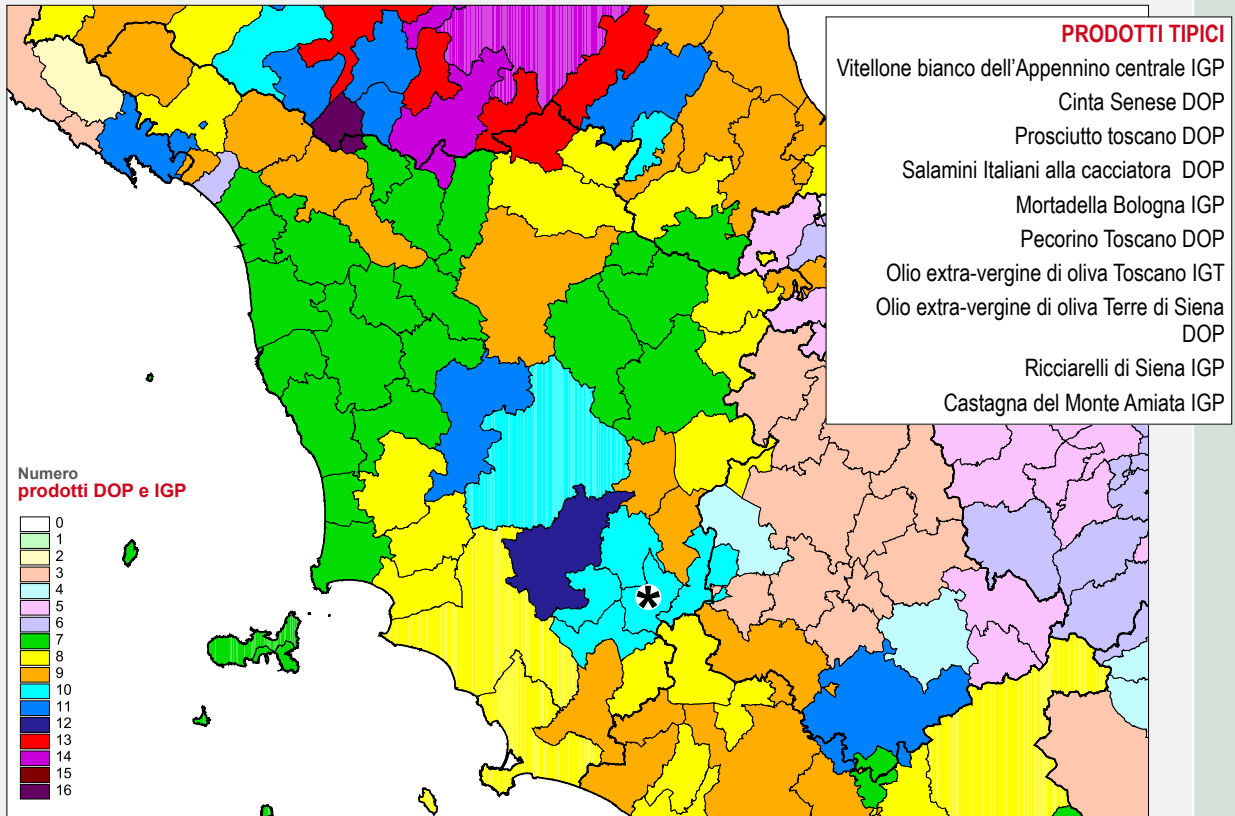 PRODOTTI TIPICI
Vitellone bianco dell'Appennino centrale IGP
Cinta Senese DOP
Prosciutto toscano DOP
Salamini Italiani alla cacciatora DOP
Mortadella Bologna IGP
Pecorino Toscano DOP
Olio extra-vergine di oliva Toscano IGT
Olio extra-vergine di oliva Terre di Siena
DOP
Ricciarelli di Siena IGP
Castagna del Monte Amiata IGP
Numero
prodotti DOP e IGP
0
1
2
3
4
5
6
7
8
9
10
11
12
13
14
15
16
*